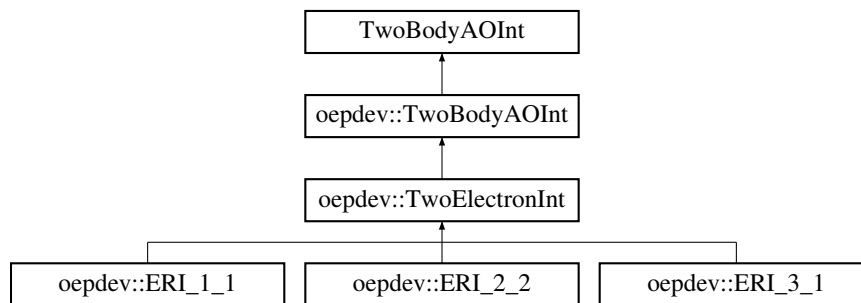 TwoBodyAOInt
oepdev::TwoBodyAOInt
oepdev::TwoElectronInt
oepdev::ERI_1_1
oepdev::ERI_2_2
oepdev::ERI_3_1